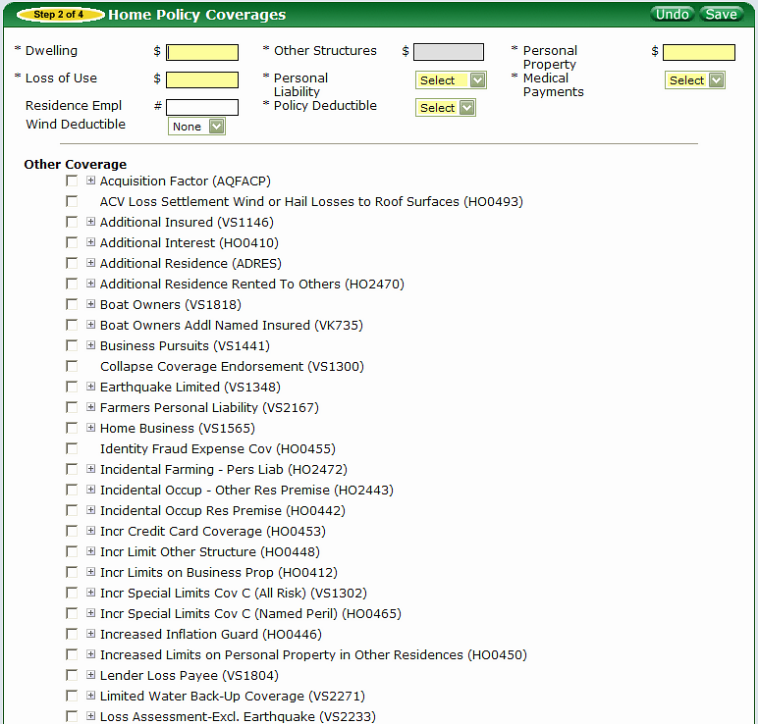 Step 2 of 4 Home Policy Coverages Undo Save
* Dwelling $ * Other Structures $ * Personal Property $
* Loss of Use $ * Personal Liability Select * Medical Payments Select
Residence Empl # * Policy Deductible Select
Wind Deductible None
Other Coverage
Acquisition Factor (AQFACP)
ACV Loss Settlement Wind or Hail Losses to Roof Surfaces (HO0493)
Additional Insured (VS1146)
Additional Interest (HO0410)
Additional Residence (ADRES)
Additional Residence Rented To Others (HO2470)
Boat Owners (VS1818)
Boat Owners Addl Named Insured (VK735)
Business Pursuits (VS1441)
Collapse Coverage Endorsement (VS1300)
Earthquake Limited (VS1348)
Farmers Personal Liability (VS2167)
Home Business (VS1565)
Identity Fraud Expense Cov (HO0455)
Incidental Farming - Pers Liab (HO2472)
Incidental Occup - Other Res Premise (HO2443)
Incidental Occup Res Premise (HO0442)
Incr Credit Card Coverage (HO0453)
Incr Limit Other Structure (HO0448)
Incr Limits on Business Prop (HO0412)
Incr Special Limits Cov C (All Risk) (VS1302)
Incr Special Limits Cov C (Named Peril) (HO0465)
Increased Inflation Guard (HO0446)
Increased Limits on Personal Property in Other Residences (HO0450)
Lender Loss Payee (VS1804)
Limited Water Back-Up Coverage (VS2271)
Loss Assessment-Excl. Earthquake (VS2233)